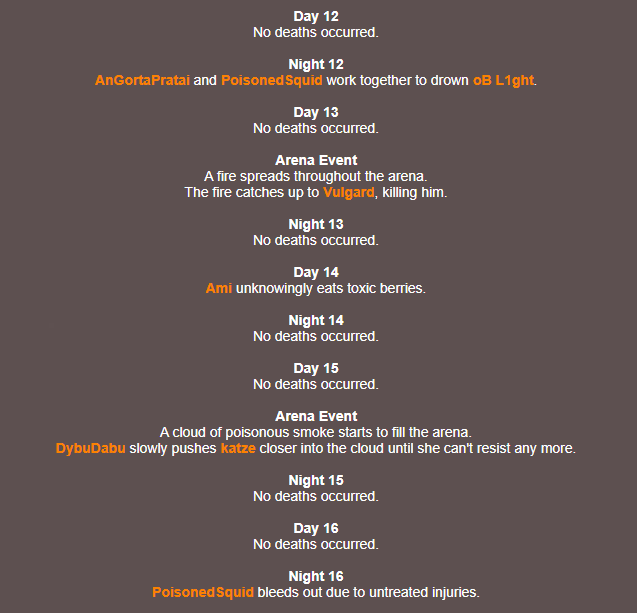 Day 12
No deaths occurred.
Night 12
AnGortaPratai and PoisonedSquid work together to drown oB L1ght.
Day 13
No deaths occurred.
Arena Event
A fire spreads throughout the arena.
The fire catches up to Vulgard, killing him.
Night 13
No deaths occurred.
Day 14
Ami unknowingly eats toxic berries.
Night 14
No deaths occurred.
Day 15
No deaths occurred.
Arena Event
A cloud of poisonous smoke starts to fill the arena.
DybuDabu slowly pushes katze closer into the cloud until she can't resist any more.
Night 15
No deaths occurred.
Day 16
No deaths occurred.
Night 16
PoisonedSquid bleeds out due to untreated injuries.